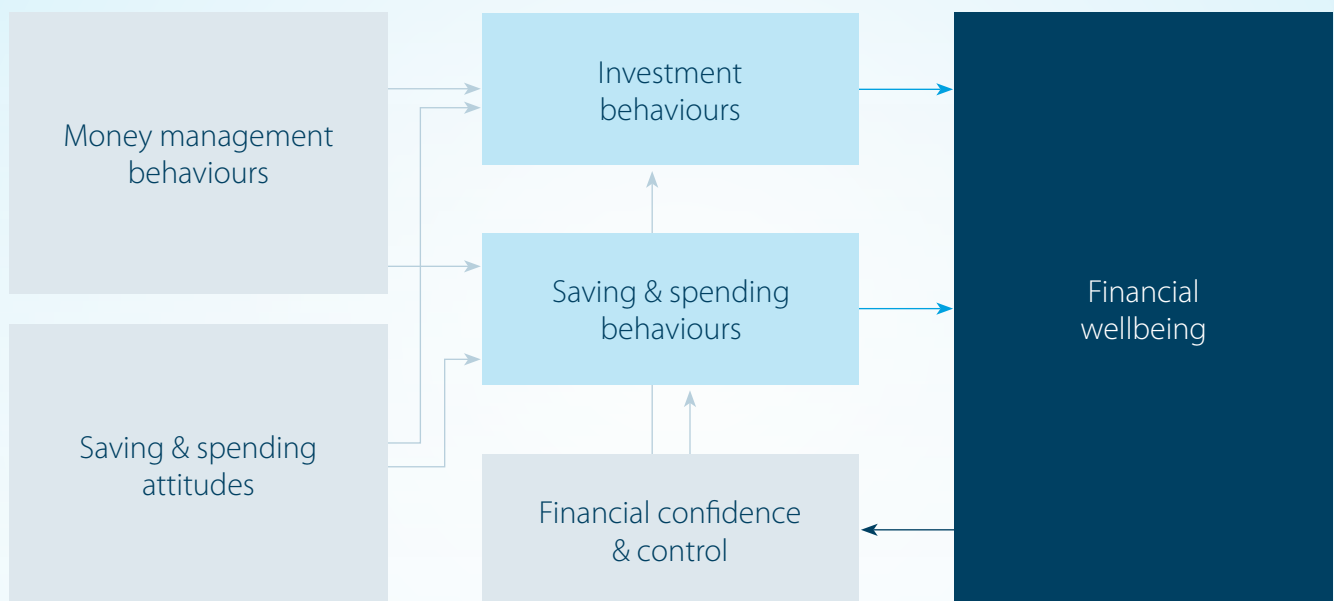 Money management
behaviours
Saving & spending
attitudes
Investment
behaviours
Saving & spending
behaviours
Financial confidence
& control
Financial
wellbeing